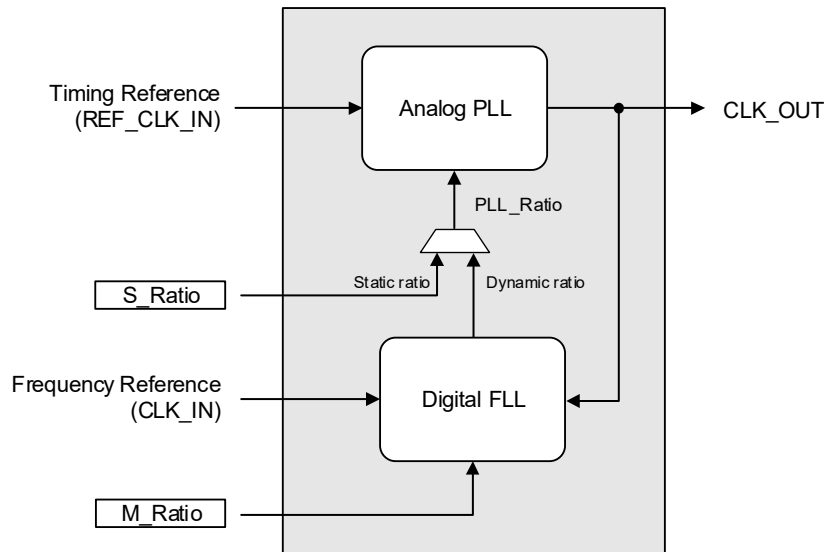 Timing Reference
(REF_CLK_IN)
Analog PLL
CLK_OUT
PLL_Ratio
Static ratio
Dynamic ratio
S_Ratio
Frequency Reference
(CLK_IN)
Digital FLL
M_Ratio